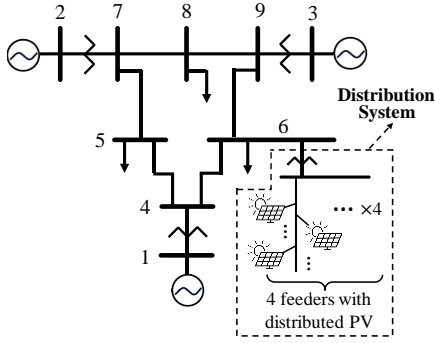 2 7 8 9 3
Distribution
System
5 6
4
··· ×4
1
4 feeders with
distributed PV